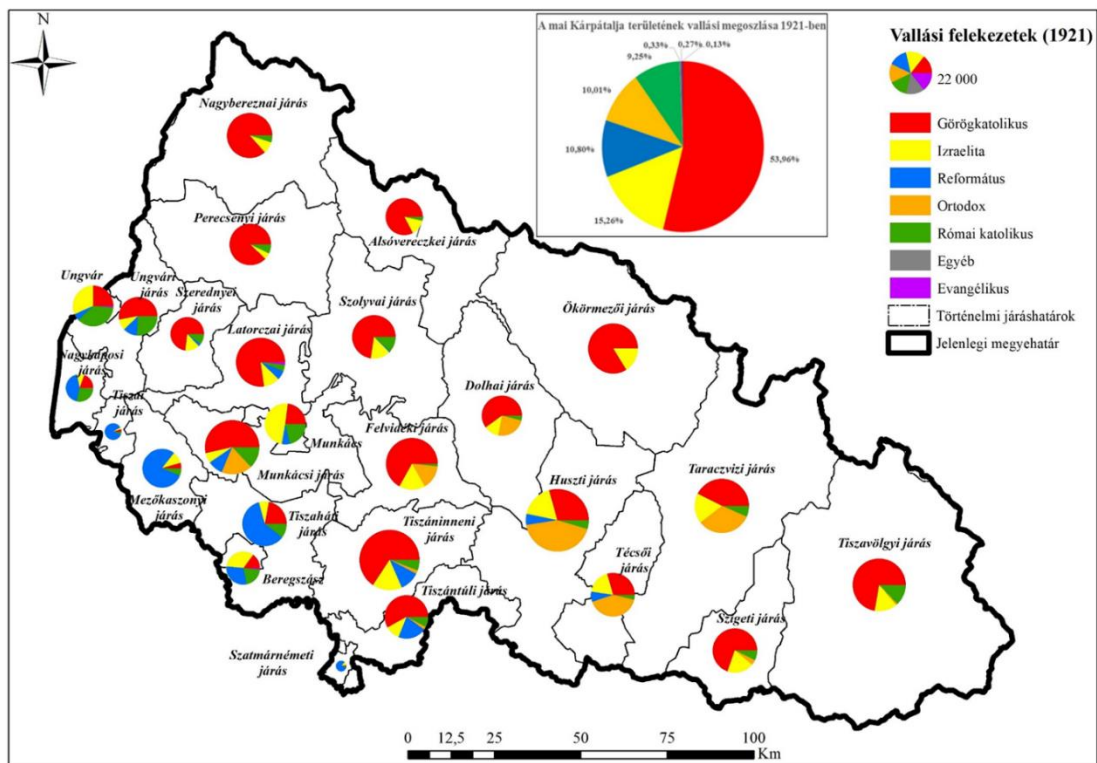 N
A mai Kárpátalja területének vallási megoszlása 1921-ben
0,33%
0,27%
0,13%
9,25%
10,01%
10,80%
15,26%
53,96%
Vallási felekezetek (1921)
22 000
Görögkatolikus
Izraelita
Református
Ortodox
Római katolikus
Egyéb
Evangélikus
Történelmi járáshatárok
Jelenlegi megyehatár
Nagybereznai járás
Perecsenyi járás
Alsóvereczkei járás
Ungvár
Ungvári
járás
Szerednyei
járás
Latorczai járás
Szolyvai járás
Ökörmezői járás
Nagykaposi
járás
Tiszai
járás
Dolhai járás
Felvidéki járás
Munkács
Munkácsi járás
Mezőkaszonyi
járás
Tiszaháti
járás
Huszti járás
Taraczvizi járás
Tiszavölgyi járás
Beregszász
Tiszáninneni
járás
Técsői
járás
Tiszántúli járás
Szigeti járás
Szatmárnémeti
járás
0 12,5 25 50 75 100
Km